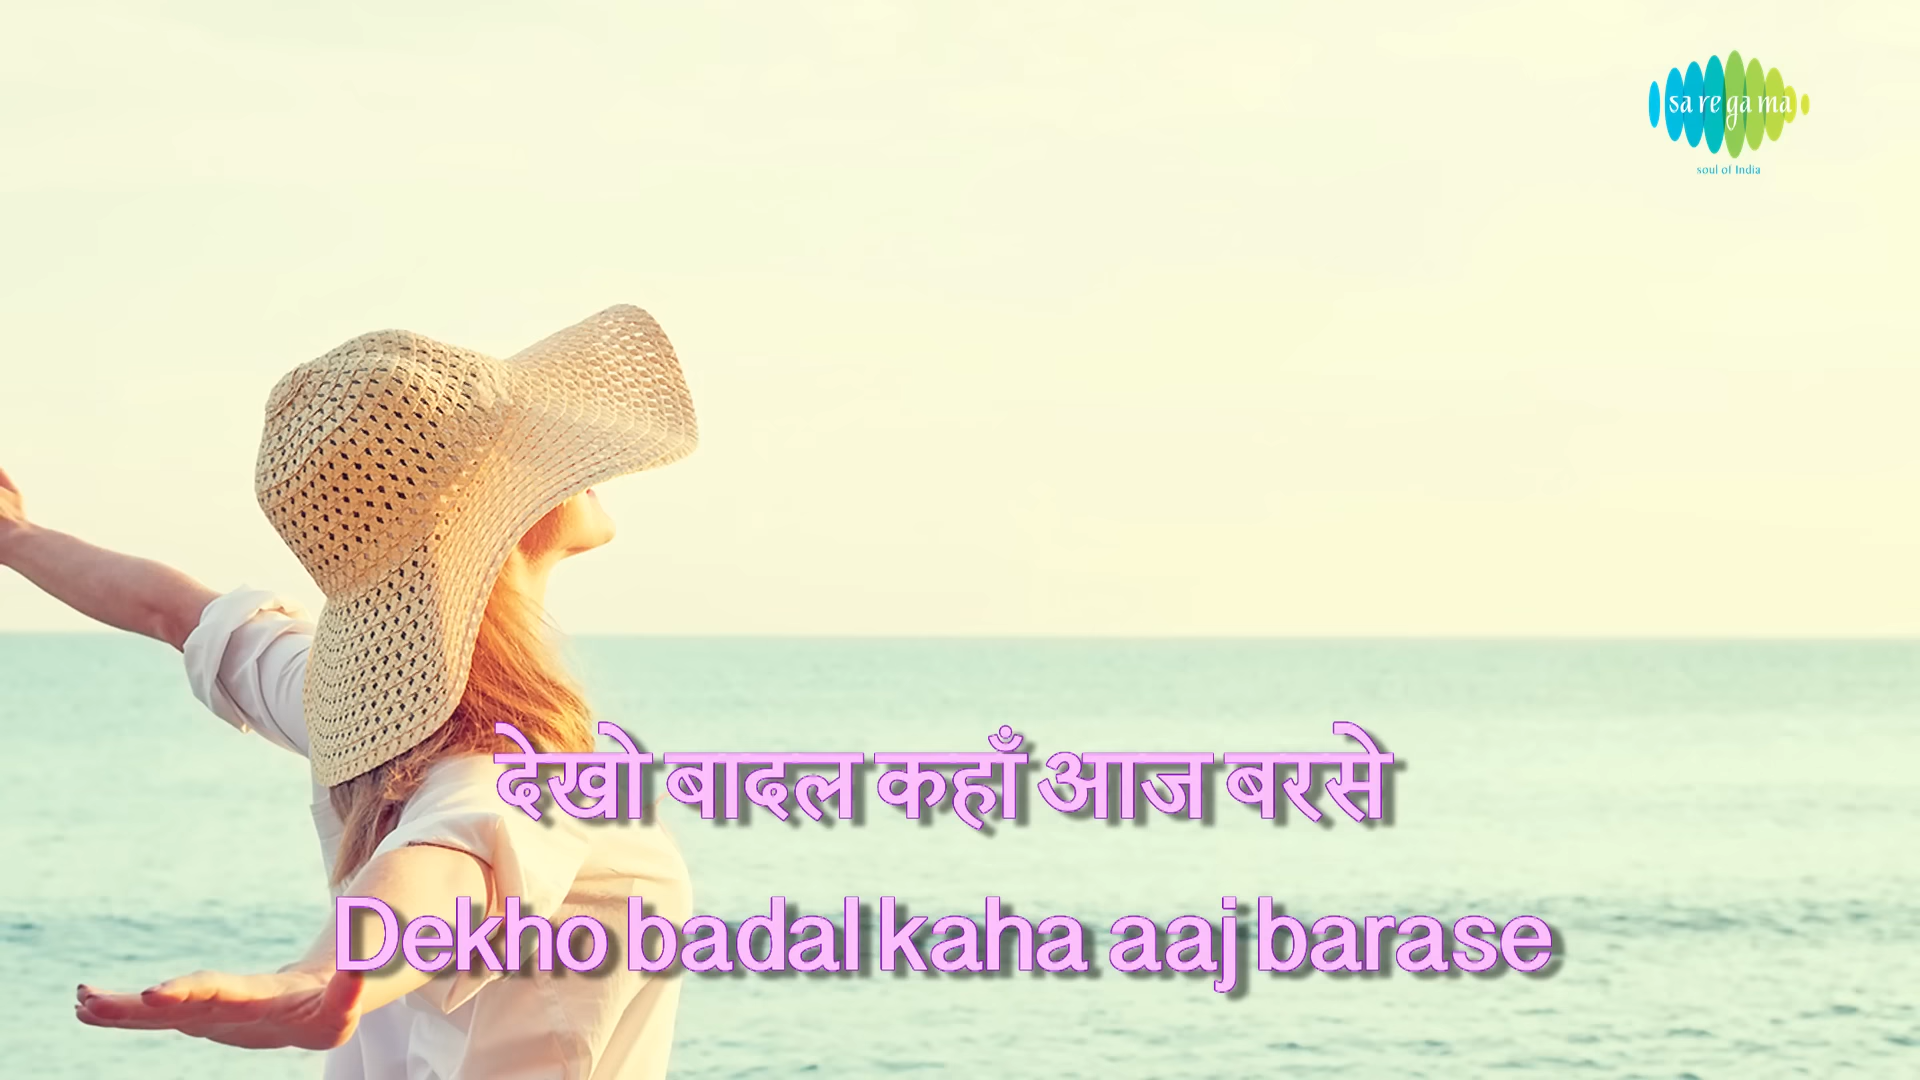 sa re ga ma
soul of India
देखो बादल कहाँ आज बरसे
Dekho badal kaha aaj barase